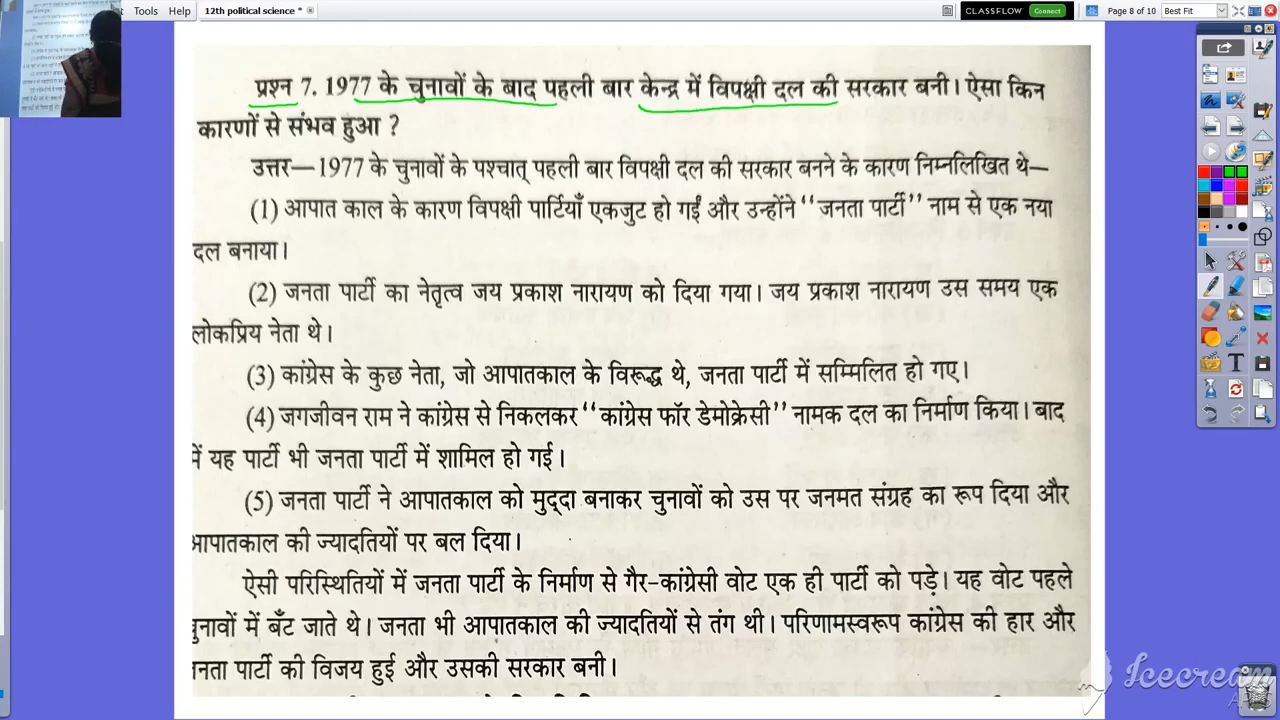 Tools Help
12th political science *
CLASSFLOW Connect
Page 8 of 10
Best Fit
प्रश्न 7. 1977 के चुनावों के बाद पहली बार केन्द्र में विपक्षी दल की सरकार बनी। ऐसा किन
कारणों से संभव हुआ ?
उत्तर—1977 के चुनावों के पश्चात् पहली बार विपक्षी दल की सरकार बनने के कारण निम्नलिखित थे—
(1) आपात काल के कारण विपक्षी पार्टियाँ एकजुट हो गईं और उन्होंने “जनता पार्टी” नाम से एक नया
दल बनाया।
(2) जनता पार्टी का नेतृत्व जय प्रकाश नारायण को दिया गया। जय प्रकाश नारायण उस समय एक
लोकप्रिय नेता थे।
(3) कांग्रेस के कुछ नेता, जो आपातकाल के विरूद्ध थे, जनता पार्टी में सम्मिलित हो गए।
(4) जगजीवन राम ने कांग्रेस से निकलकर “कांग्रेस फॉर डेमोक्रेसी” नामक दल का निर्माण किया। बाद
में यह पार्टी भी जनता पार्टी में शामिल हो गई।
(5) जनता पार्टी ने आपातकाल को मुद्दा बनाकर चुनावों को उस पर जनमत संग्रह का रूप दिया और
आपातकाल की ज्यादतियों पर बल दिया।
ऐसी परिस्थितियों में जनता पार्टी के निर्माण से गैर-कांग्रेसी वोट एक ही पार्टी को पड़े। यह वोट पहले
चुनावों में बँट जाते थे। जनता भी आपातकाल की ज्यादतियों से तंग थी। परिणामस्वरूप कांग्रेस की हार और
जनता पार्टी की विजय हुई और उसकी सरकार बनी।
Icecream
APPS